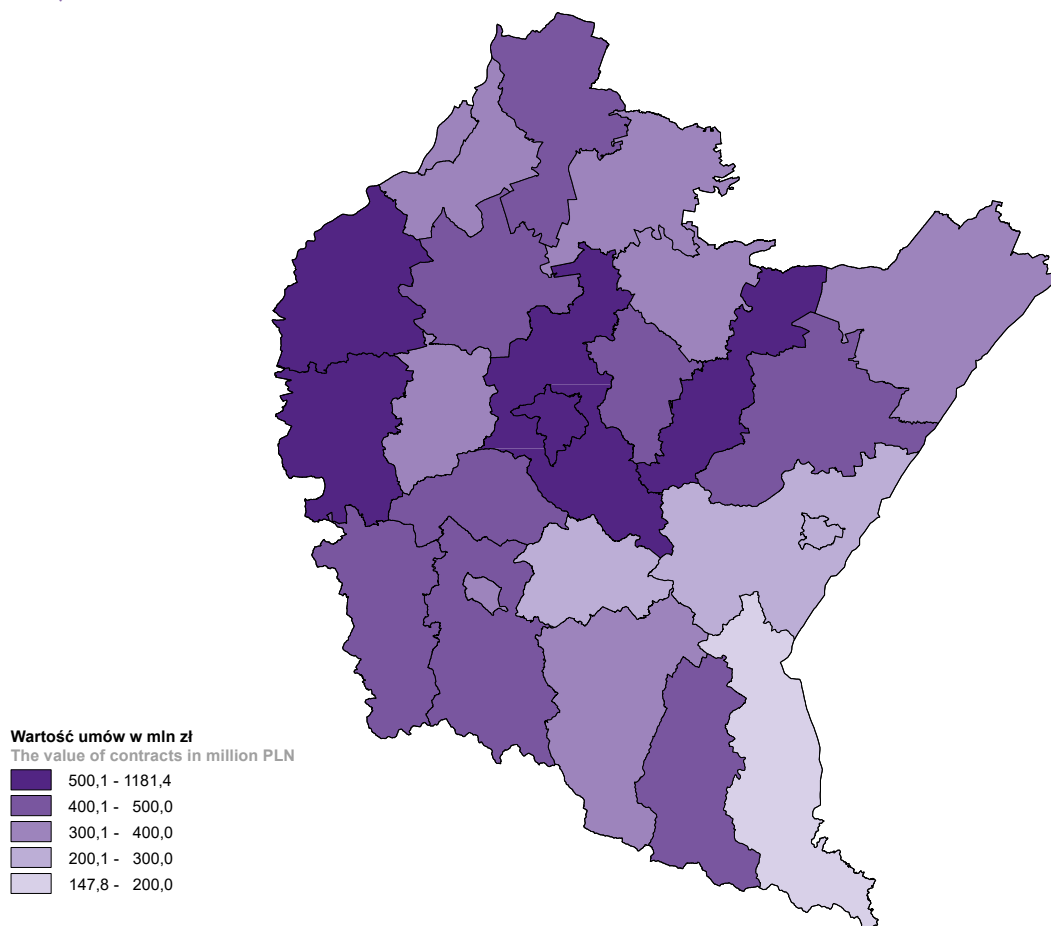 Wartość umów w mln zł
The value of contracts in million PLN
500,1 - 1181,4
400,1 - 500,0
300,1 - 400,0
200,1 - 300,0
147,8 - 200,0